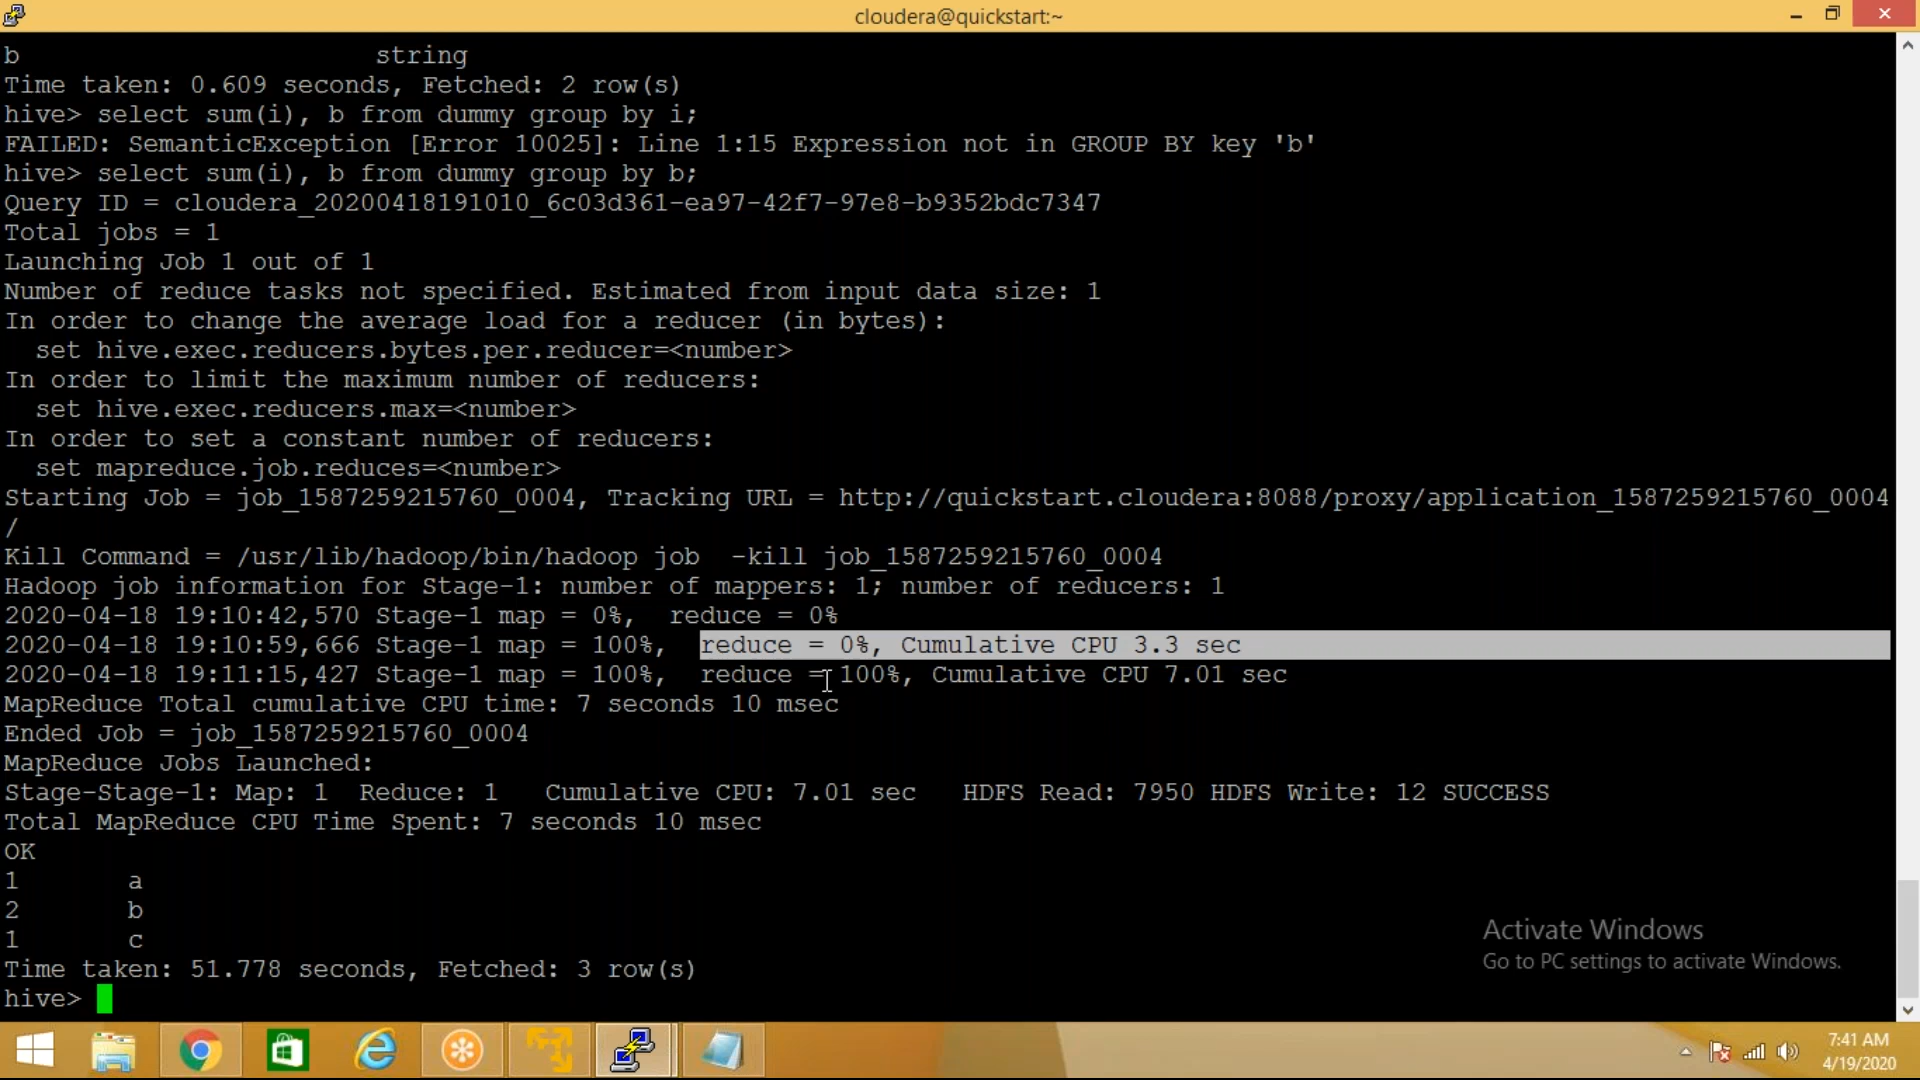 cloudera@quickstart:~
b                       string
Time taken: 0.609 seconds, Fetched: 2 row(s)
hive> select sum(i), b from dummy group by i;
FAILED: SemanticException [Error 10025]: Line 1:15 Expression not in GROUP BY key 'b'
hive> select sum(i), b from dummy group by b;
Query ID = cloudera_20200418191010_6c03d361-ea97-42f7-97e8-b9352bdc7347
Total jobs = 1
Launching Job 1 out of 1
Number of reduce tasks not specified. Estimated from input data size: 1
In order to change the average load for a reducer (in bytes):
  set hive.exec.reducers.bytes.per.reducer=<number>
In order to limit the maximum number of reducers:
  set hive.exec.reducers.max=<number>
In order to set a constant number of reducers:
  set mapreduce.job.reduces=<number>
Starting Job = job_1587259215760_0004, Tracking URL = http://quickstart.cloudera:8088/proxy/application_1587259215760_0004
/
Kill Command = /usr/lib/hadoop/bin/hadoop job  -kill job_1587259215760_0004
Hadoop job information for Stage-1: number of mappers: 1; number of reducers: 1
2020-04-18 19:10:42,570 Stage-1 map = 0%,  reduce = 0%
2020-04-18 19:10:59,666 Stage-1 map = 100%,  reduce = 0%, Cumulative CPU 3.3 sec
2020-04-18 19:11:15,427 Stage-1 map = 100%,  reduce = 100%, Cumulative CPU 7.01 sec
MapReduce Total cumulative CPU time: 7 seconds 10 msec
Ended Job = job_1587259215760_0004
MapReduce Jobs Launched:
Stage-Stage-1: Map: 1  Reduce: 1   Cumulative CPU: 7.01 sec   HDFS Read: 7950 HDFS Write: 12 SUCCESS
Total MapReduce CPU Time Spent: 7 seconds 10 msec
OK
1       a
2       b
1       c
Time taken: 51.778 seconds, Fetched: 3 row(s)
hive>
Activate Windows
Go to PC settings to activate Windows.
7:41 AM
4/19/2020